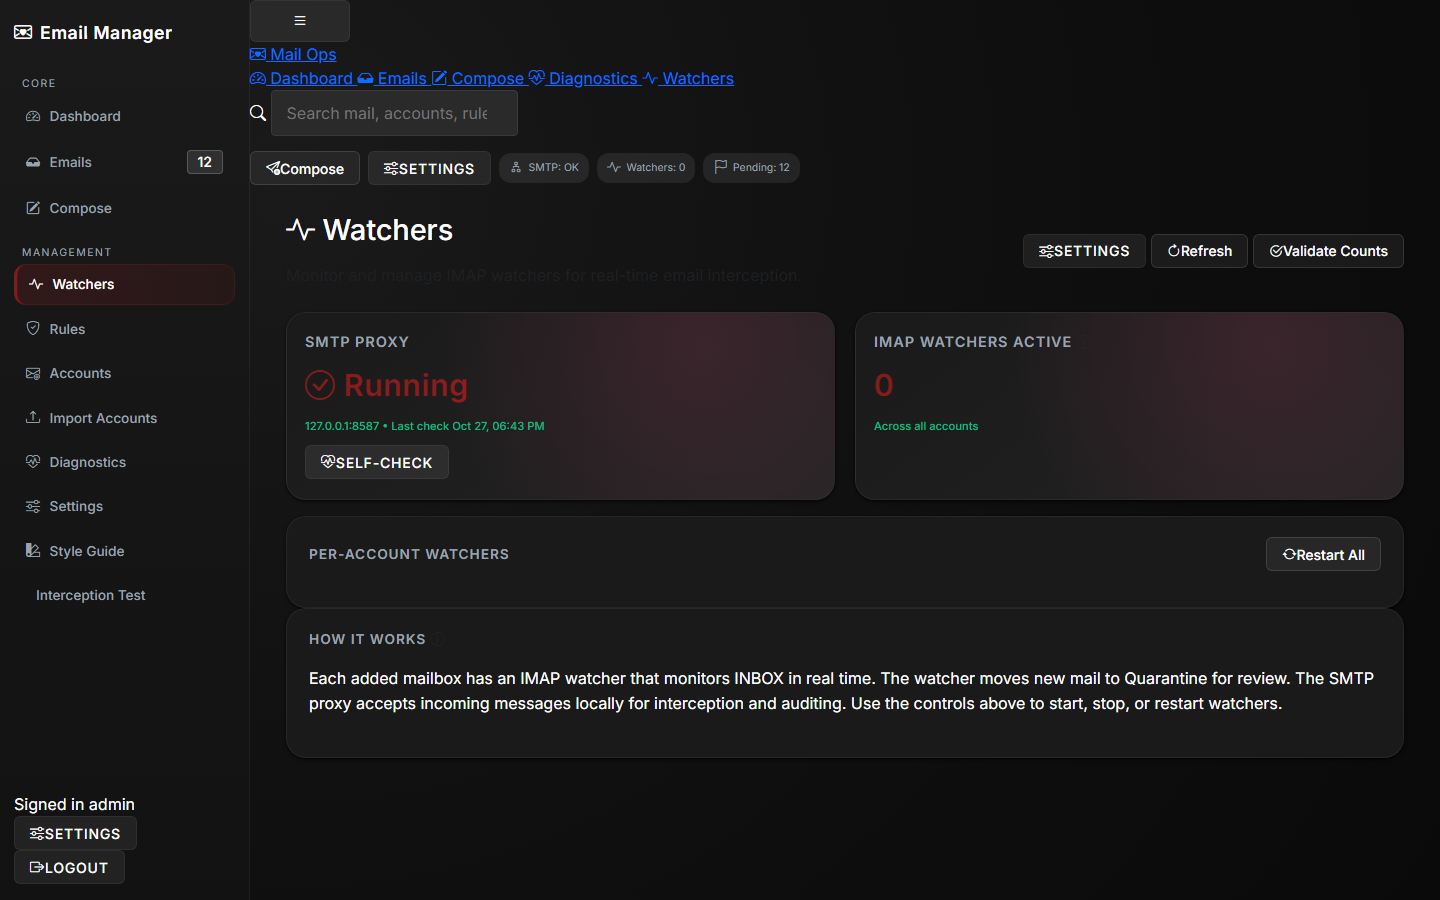 Email Manager
CORE
Dashboard
Emails 12
Compose
MANAGEMENT
Watchers
Rules
Accounts
Import Accounts
Diagnostics
Settings
Style Guide
Interception Test
Signed in admin
SETTINGS
LOGOUT
Mail Ops
Dashboard Emails Compose Diagnostics Watchers
Search mail, accounts, rule
Compose SETTINGS SMTP: OK Watchers: 0 Pending: 12
Watchers
Monitor and manage IMAP watchers for real-time email interception.
SETTINGS Refresh Validate Counts
SMTP PROXY
Running
127.0.0.1:8587 • Last check Oct 27, 06:43 PM
SELF-CHECK
IMAP WATCHERS ACTIVE
0
Across all accounts
PER-ACCOUNT WATCHERS
Restart All
HOW IT WORKS
Each added mailbox has an IMAP watcher that monitors INBOX in real time. The watcher moves new mail to Quarantine for review. The SMTP
proxy accepts incoming messages locally for interception and auditing. Use the controls above to start, stop, or restart watchers.